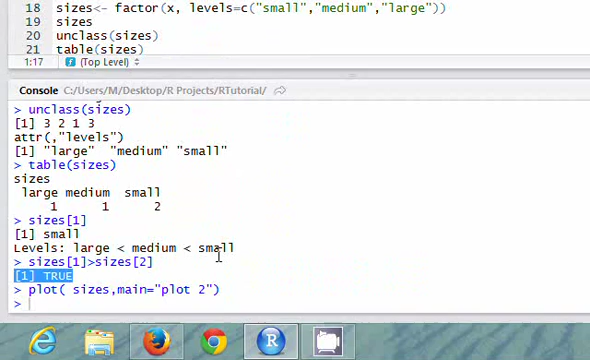 18 sizes<- factor(x, levels=c("small","medium","large"))
19 sizes
20 unclass(sizes)
21 table(sizes)
1:17 (Top Level)
Console C:/Users/M/Desktop/R Projects/RTutorial/
> unclass(sizes)
[1] 3 2 1 3
attr(,"levels")
[1] "large" "medium" "small"
> table(sizes)
sizes
large medium small
1 1 2
> sizes[1]
[1] small
Levels: large < medium < small
> sizes[1]>sizes[2]
[1] TRUE
> plot( sizes,main="plot 2")
>
R